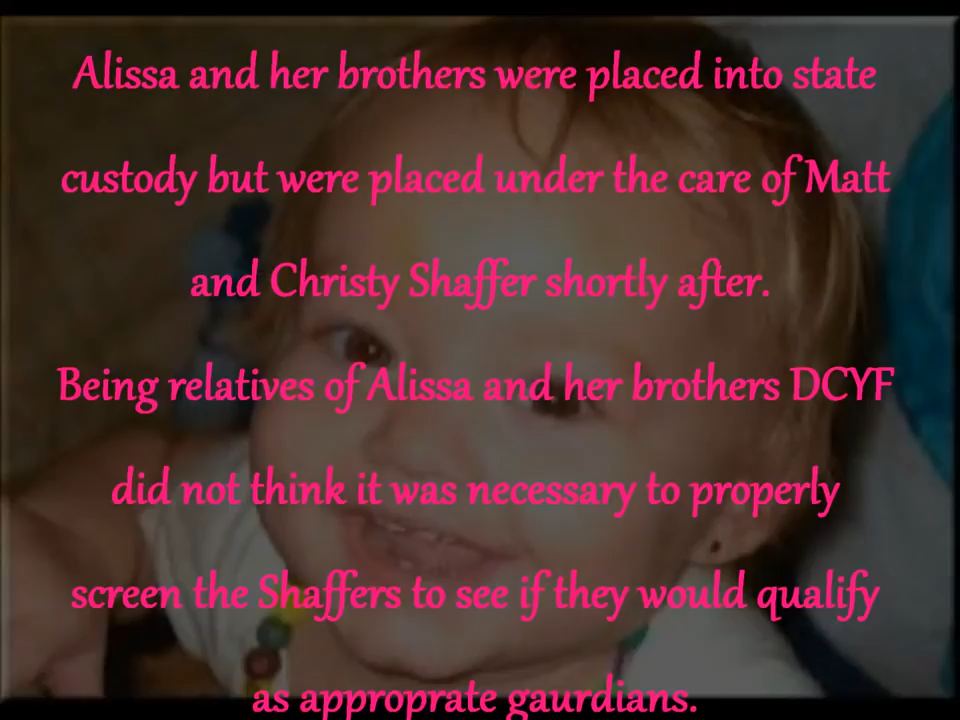 Alissa and her brothers were placed into state
custody but were placed under the care of Matt
and Christy Shaffer shortly after.
Being relatives of Alissa and her brothers DCYF
did not think it was necessary to properly
screen the Shaffers to see if they would qualify
as approprate gaurdians.